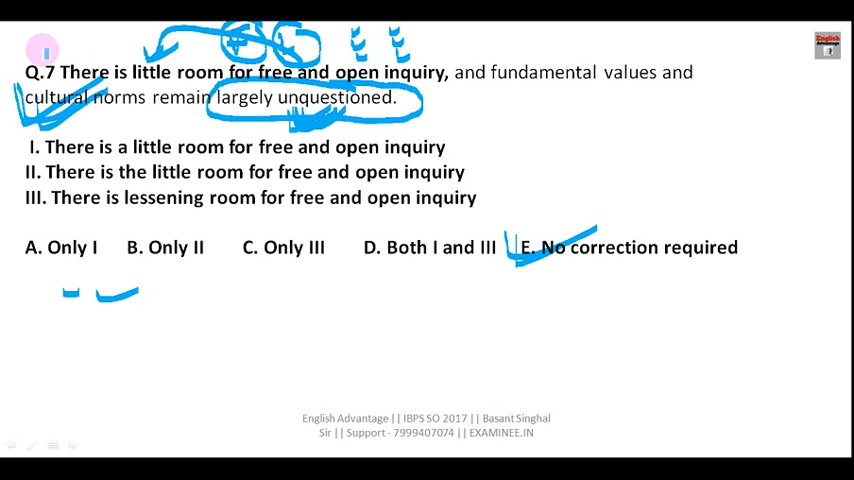 English
Advantage
Q.7 There is little room for free and open inquiry, and fundamental values and
cultural norms remain largely unquestioned.
I. There is a little room for free and open inquiry
II. There is the little room for free and open inquiry
III. There is lessening room for free and open inquiry
A. Only I B. Only II C. Only III D. Both I and III E. No correction required
English Advantage || IBPS SO 2017 || Basant Singhal
Sir || Support - 7999407074 || EXAMINEE.IN